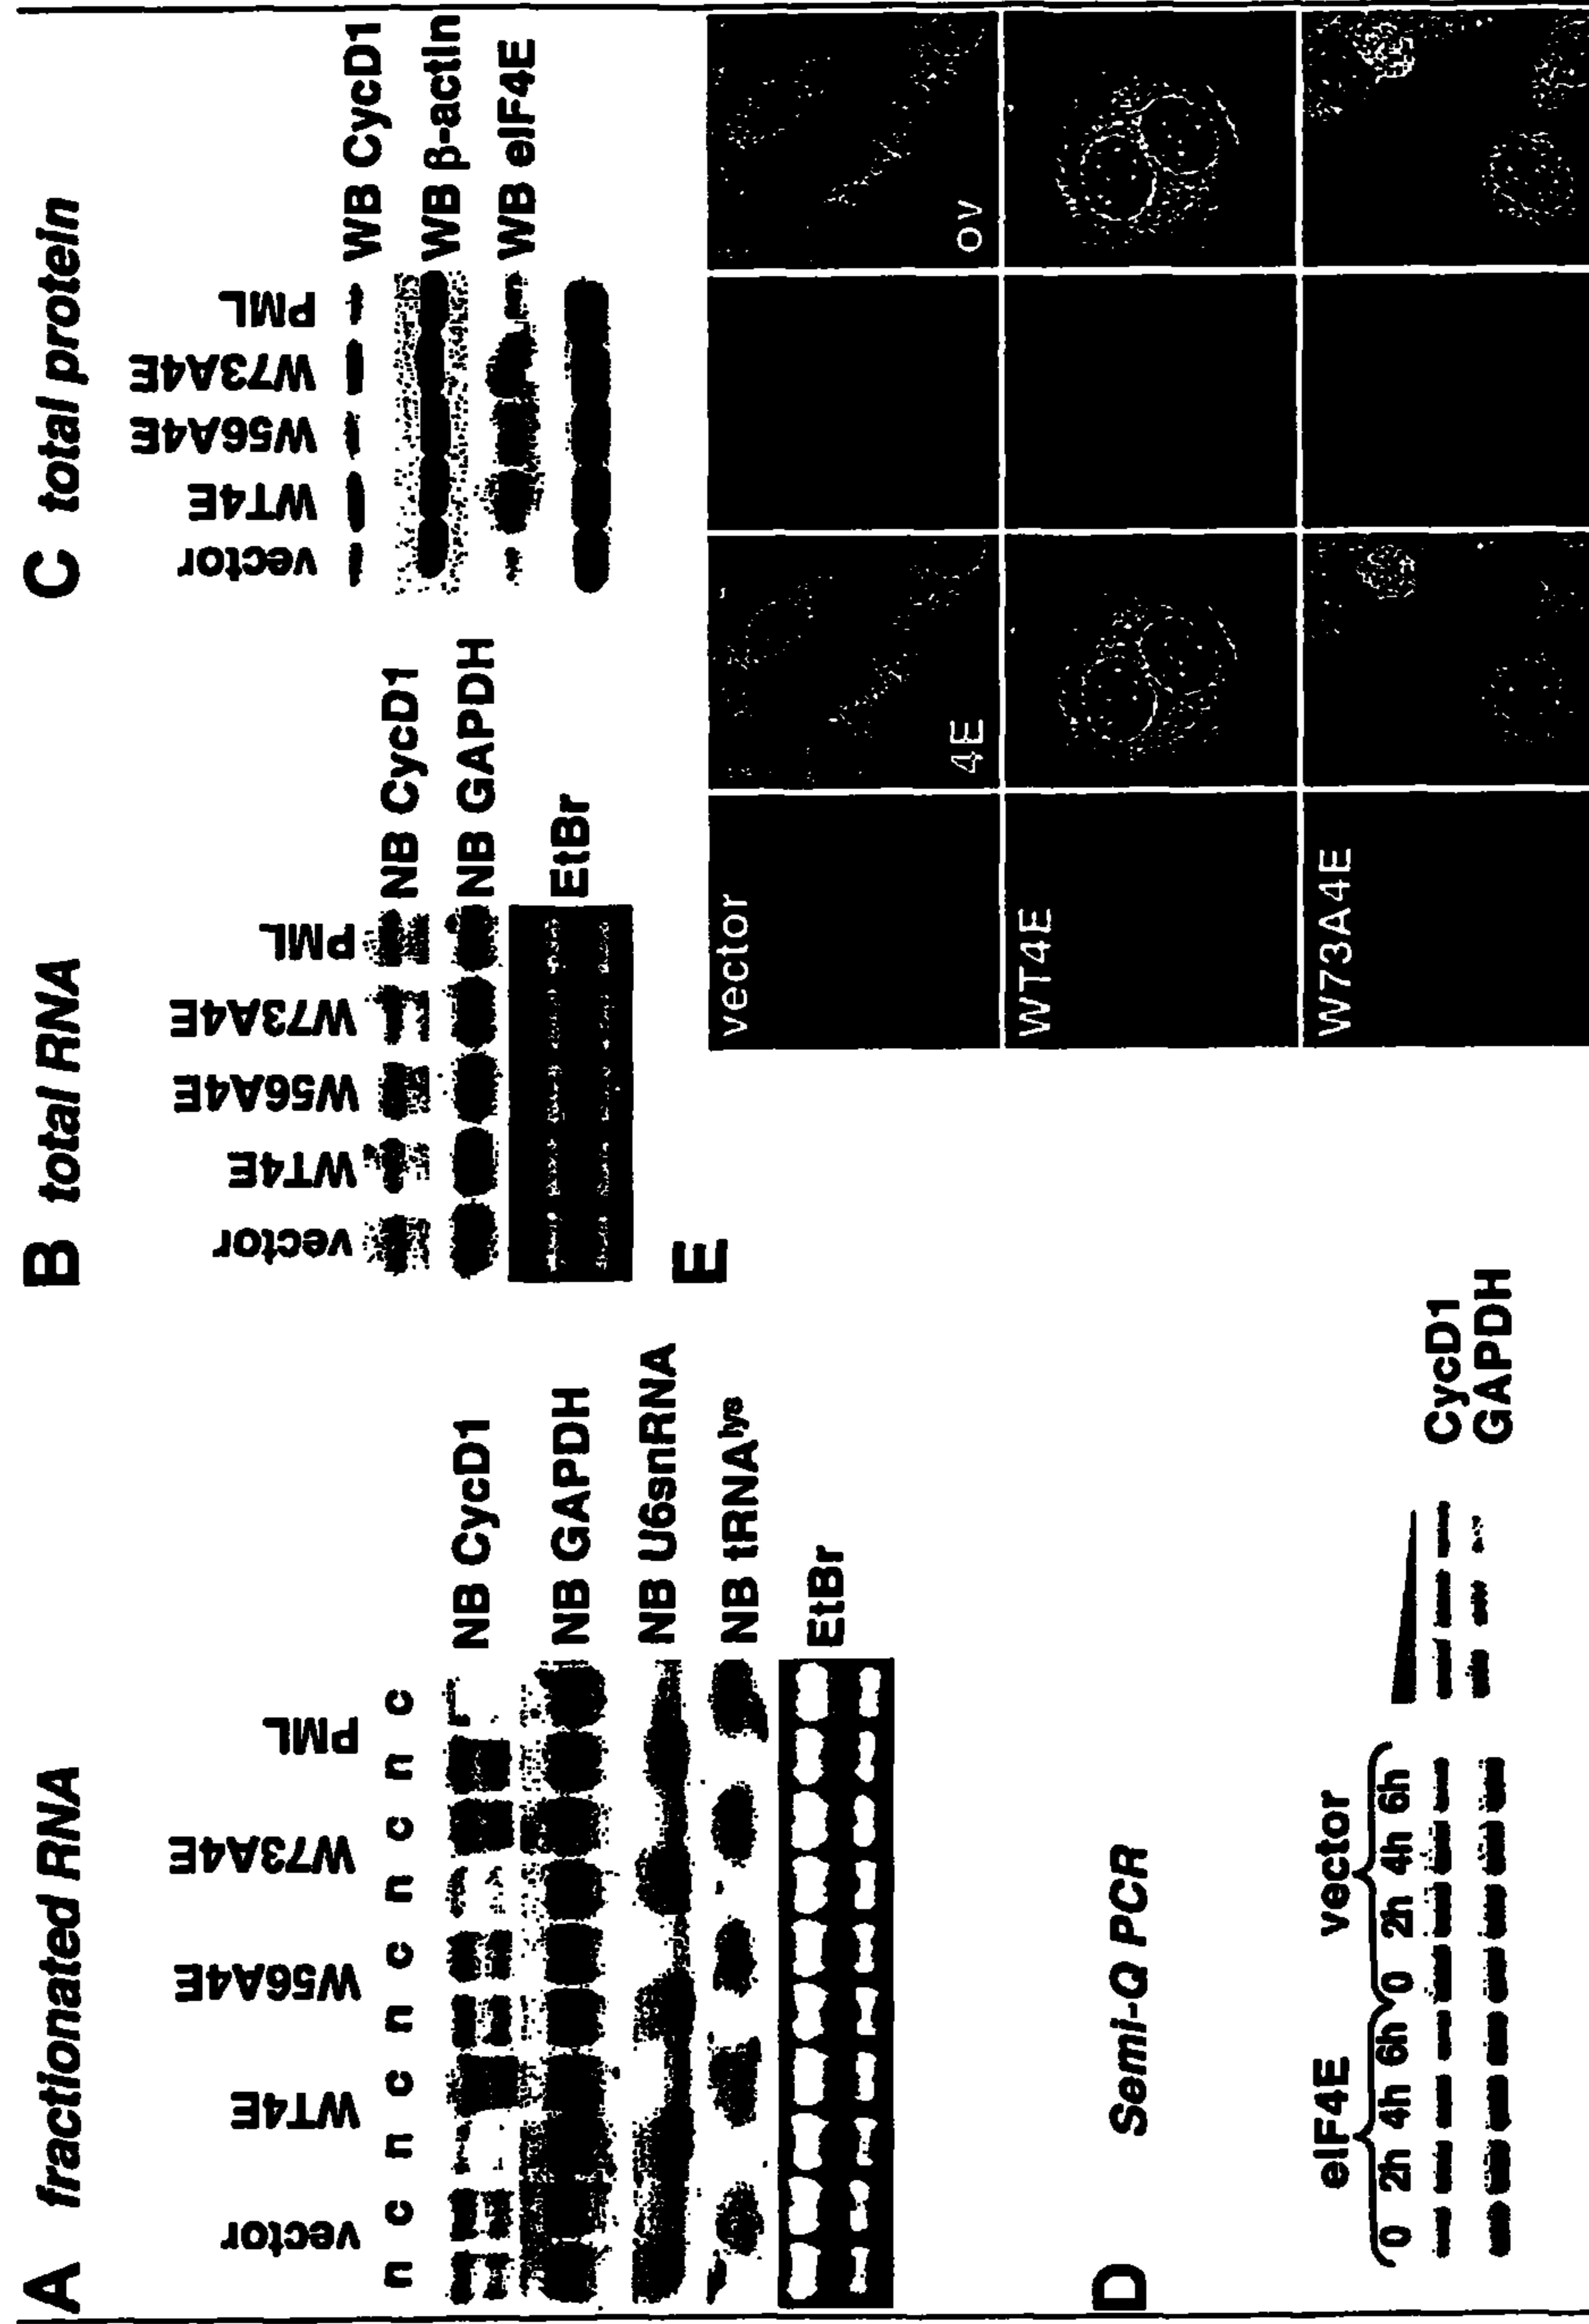 A fractionated RNA
vector WT4E W56A4E W73A4E PML
n c n c n c n c n c
NB CycD1
NB GAPDH
NB U6snRNA
NB tRNAlys
EtBr
B total RNA
vector WT4E W56A4E W73A4E PML
NB CycD1
NB GAPDH
EtBr
C total protein
vector WT4E W56A4E W73A4E PML
WB CycD1
WB β-actin
WB eIF4E
D Semi-Q PCR
eIF4E vector
0 2h 4h 6h 0 2h 4h 6h
CycD1
GAPDH
E
vector 4E ov
WT4E
W73A4E